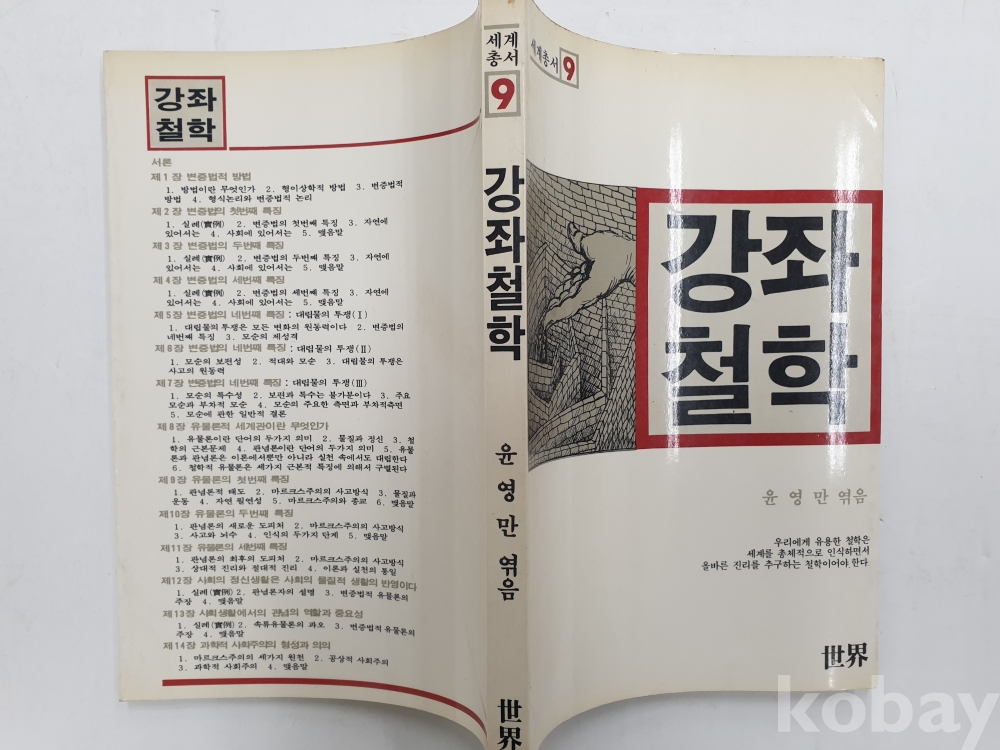 강좌
철학
서론
제1장 변증법적 방법
1. 방법이란 무엇인가 2. 형이상학적 방법 3. 변증법적
방법 4. 형식논리와 변증법적 논리
제2장 변증법의 첫번째 특징
1. 실례(實例) 2. 변증법의 첫번째 특징 3. 자연에
있어서는 4. 사회에 있어서는 5. 맺음말
제3장 변증법의 두번째 특징
1. 실례(實例) 2. 변증법의 두번째 특징 3. 자연에
있어서는 4. 사회에 있어서는 5. 맺음말
제4장 변증법의 세번째 특징
1. 실례(實例) 2. 변증법의 세번째 특징 3. 자연에
있어서는 4. 사회에 있어서는 5. 맺음말
제5장 변증법의 네번째 특징 : 대립물의 투쟁(Ⅰ)
1. 대립물의 투쟁은 모든 변화의 원동력이다 2. 변증법의
네번째 특징 3. 모순의 제성격
제6장 변증법의 네번째 특징 : 대립물의 투쟁(Ⅱ)
1. 모순의 보편성 2. 적대와 모순 3. 대립물의 투쟁은
사고의 원동력
제7장 변증법의 네번째 특징 : 대립물의 투쟁(Ⅲ)
1. 모순의 특수성 2. 보편과 특수는 불가분이다 3. 주요
모순과 부차적 모순 4. 모순의 주요한 측면과 부차적측면
5. 모순에 관한 일반적 결론
제8장 유물론적 세계관이란 무엇인가
1. 유물론이란 단어의 두가지 의미 2. 물질과 정신 3. 철
학의 근본문제 4. 관념론이란 단어의 두가지 의미 5. 유물
론과 관념론은 이론에서뿐만 아니라 실천 속에서도 대립한다
6. 철학적 유물론은 세가지 근본적 특징에 의해서 구별된다
제9장 유물론의 첫번째 특징
1. 관념론적 태도 2. 마르크스주의의 사고방식 3. 물질과
운동 4. 자연 필연성 5. 마르크스주의와 종교 6. 맺음말
제10장 유물론의 두번째 특징
1. 관념론의 새로운 도피처 2. 마르크스주의의 사고방식
3. 사고와 뇌수 4. 인식의 두가지 단계 5. 맺음말
제11장 유물론의 세번째 특징
1. 관념론의 최후의 도피처 2. 마르크스주의의 사고방식
3. 상대적 진리와 절대적 진리 4. 이론과 실천의 통일
제12장 사회의 정신생활은 사회의 물질적 생활의 반영이다
1. 실례(實例) 2. 관념론자의 설명 3. 변증법적 유물론의
주장 4. 맺음말
제13장 사회생활에서의 관념의 역할과 중요성
1. 실례(實例) 2. 속류유물론의 과오 3. 변증법적 유물론의
주장 4. 맺음말
제14장 과학적 사회주의의 형성과 의의
1. 마르크스의 세가지 원천 2. 공상적 사회주의
3. 과학적 사회주의 4. 맺음말
세계
총서
9
강좌철학
윤영만 엮음
世界
세계총서 9
강좌
철학
윤영만 엮음
우리에게 유용한 철학은
세계를 총체적으로 인식하면서
올바른 진리를 추구하는 철학이어야 한다.
世界
kobay